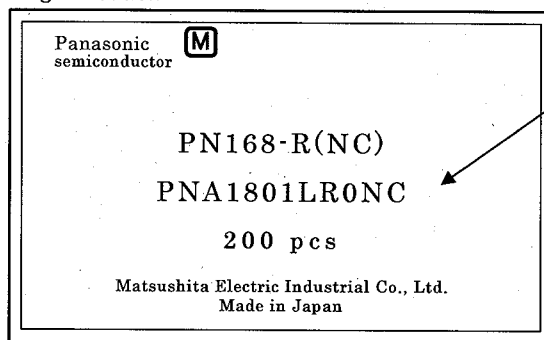 Panasonic M
semiconductor
PN168-R(NC)
PNA1801LR0NC
200 pcs
Matsushita Electric Industrial Co., Ltd.
Made in Japan